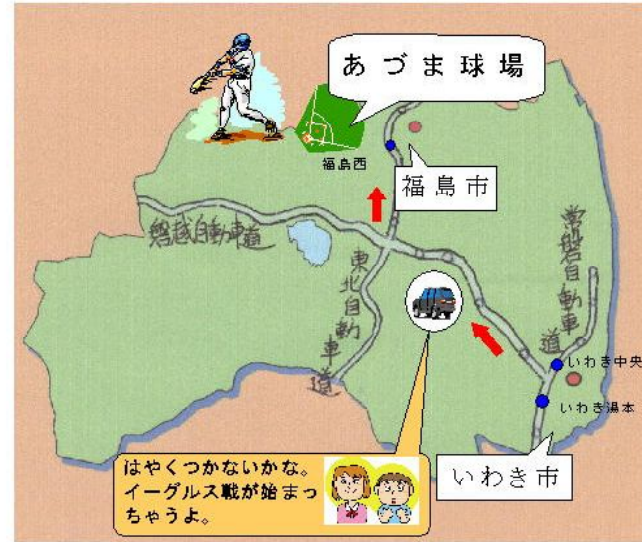 あづま球場
福島西
福島市
磐越自動車道
東北自動車道
常磐自動車道
いわき中央
いわき湯本
いわき市
はやくつかないかな。
イーグルス戦が始まっ
ちゃうよ。